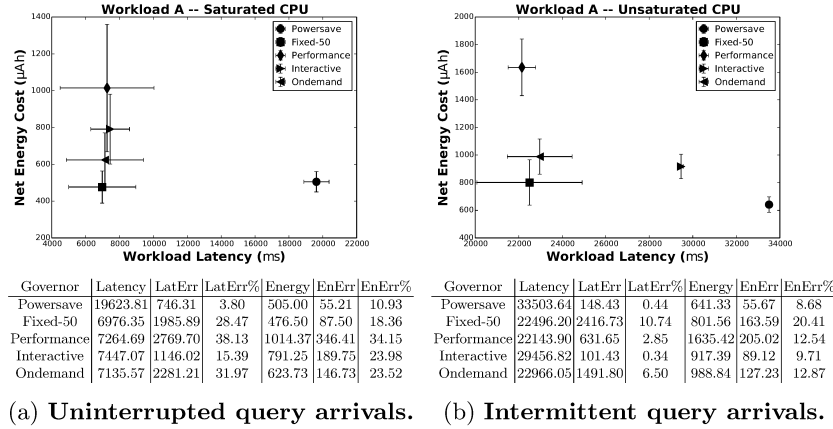 Workload A -- Saturated CPU
Net Energy Cost (µAh)
1400
1200
1000
800
600
400
200
Powersave
Fixed-50
Performance
Interactive
Ondemand
4000 6000 8000 10000 12000 14000 16000 18000 20000 22000
Workload Latency (ms)
Governor Latency LatErr LatErr% Energy EnErr EnErr%
Powersave 19623.81 746.31 3.80 505.00 55.21 10.93
Fixed-50 6976.35 1985.89 28.47 476.50 87.50 18.36
Performance 7264.69 2769.70 38.13 1014.37 346.41 34.15
Interactive 7447.07 1146.02 15.39 791.25 189.75 23.98
Ondemand 7135.57 2281.21 31.97 623.73 146.73 23.52
(a) Uninterrupted query arrivals.
Workload A -- Unsaturated CPU
Net Energy Cost (µAh)
2000
1800
1600
1400
1200
1000
800
600
400
Powersave
Fixed-50
Performance
Interactive
Ondemand
20000 22000 24000 26000 28000 30000 32000 34000
Workload Latency (ms)
Governor Latency LatErr LatErr% Energy EnErr EnErr%
Powersave 33503.64 148.43 0.44 641.33 55.67 8.68
Fixed-50 22496.20 2416.73 10.74 801.56 163.59 20.41
Performance 22143.90 631.65 2.85 1635.42 205.02 12.54
Interactive 29456.82 101.43 0.34 917.39 89.12 9.71
Ondemand 22966.05 1491.80 6.50 988.84 127.23 12.87
(b) Intermittent query arrivals.